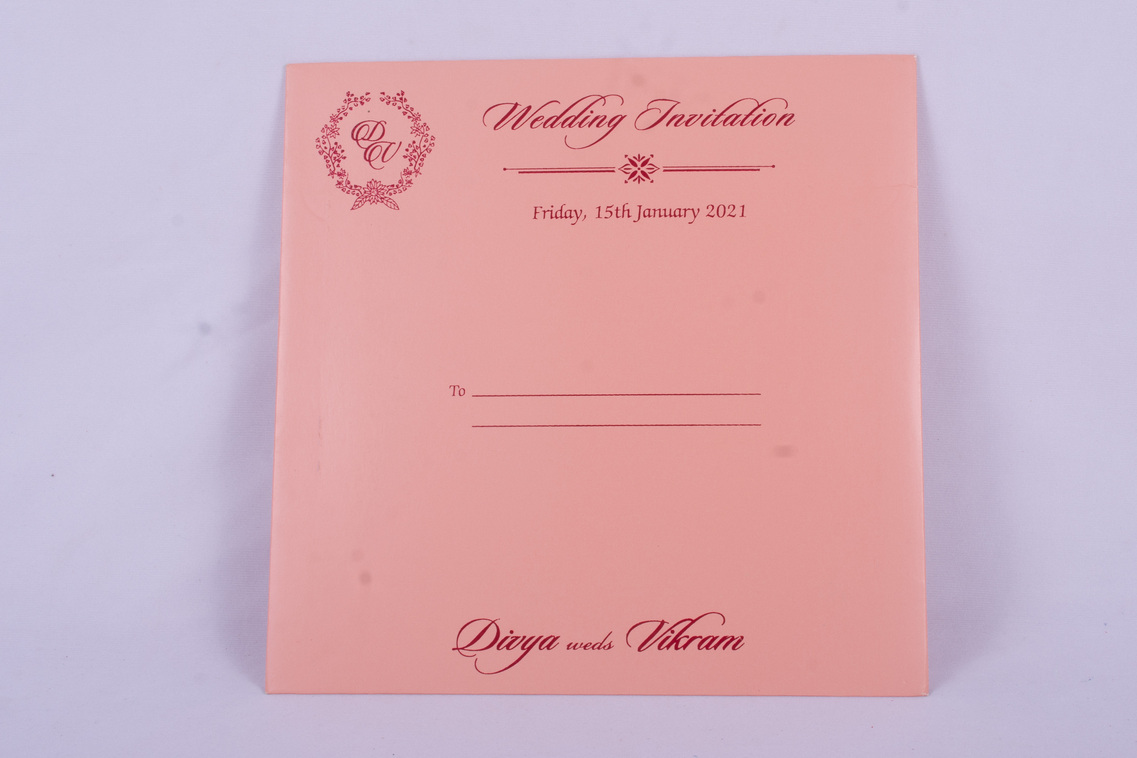 DV
Wedding Invitation
Friday, 15th January 2021
To
Divya weds Vikram